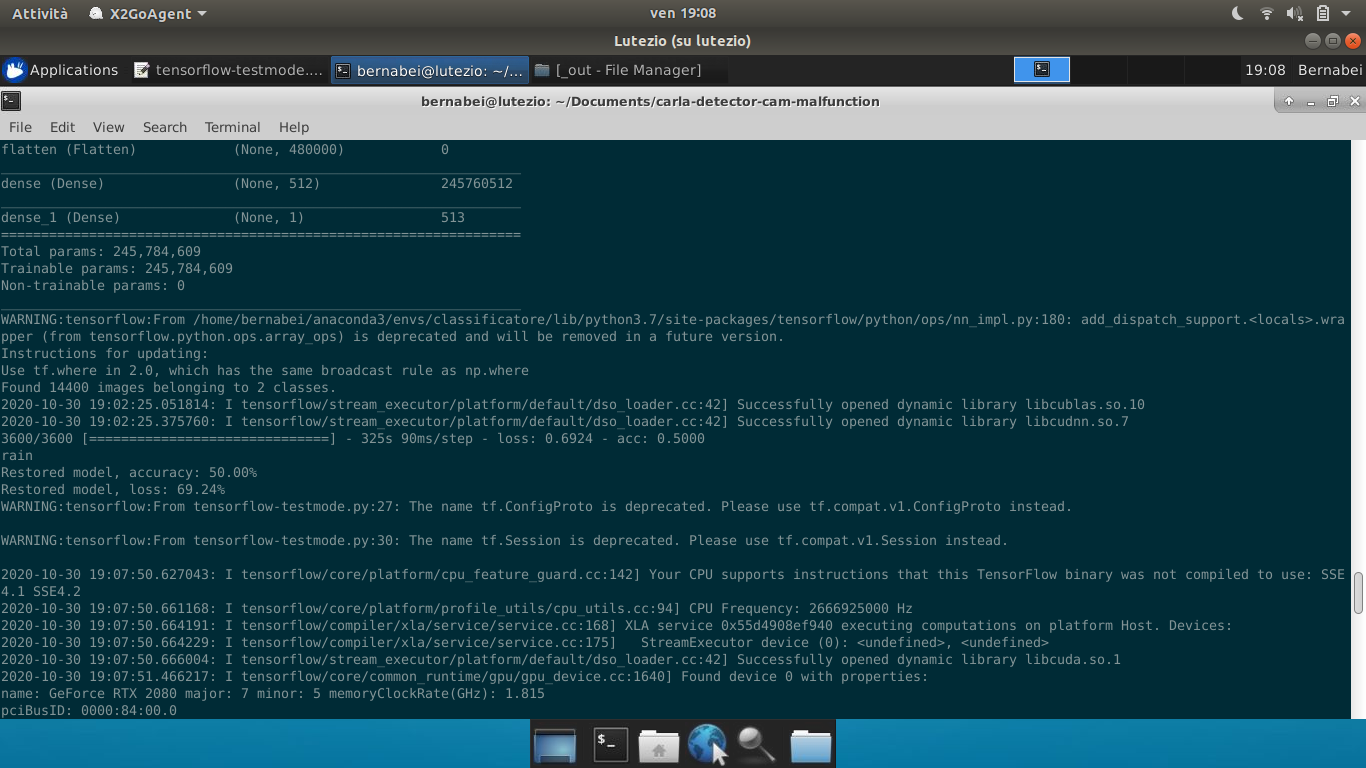 Attività X2GoAgent ven 19:08
Lutezio (su lutezio)
Applications tensorflow-testmode.... bernabei@lutezio: ~/... [_out - File Manager] 19:08 Bernabei
bernabei@lutezio: ~/Documents/carla-detector-cam-malfunction
File Edit View Search Terminal Help
flatten (Flatten) (None, 480000) 0
_________________________________________________________________
dense (Dense) (None, 512) 245760512
_________________________________________________________________
dense_1 (Dense) (None, 1) 513
=================================================================
Total params: 245,784,609
Trainable params: 245,784,609
Non-trainable params: 0
_________________________________________________________________
WARNING:tensorflow:From /home/bernabei/anaconda3/envs/classificatore/lib/python3.7/site-packages/tensorflow/python/ops/nn_impl.py:180: add_dispatch_support.<locals>.wra
pper (from tensorflow.python.ops.array_ops) is deprecated and will be removed in a future version.
Instructions for updating:
Use tf.where in 2.0, which has the same broadcast rule as np.where
Found 14400 images belonging to 2 classes.
2020-10-30 19:02:25.051814: I tensorflow/stream_executor/platform/default/dso_loader.cc:42] Successfully opened dynamic library libcublas.so.10
2020-10-30 19:02:25.375760: I tensorflow/stream_executor/platform/default/dso_loader.cc:42] Successfully opened dynamic library libcudnn.so.7
3600/3600 [==============================] - 325s 90ms/step - loss: 0.6924 - acc: 0.5000
rain
Restored model, accuracy: 50.00%
Restored model, loss: 69.24%
WARNING:tensorflow:From tensorflow-testmode.py:27: The name tf.ConfigProto is deprecated. Please use tf.compat.v1.ConfigProto instead.
WARNING:tensorflow:From tensorflow-testmode.py:30: The name tf.Session is deprecated. Please use tf.compat.v1.Session instead.
2020-10-30 19:07:50.627043: I tensorflow/core/platform/cpu_feature_guard.cc:142] Your CPU supports instructions that this TensorFlow binary was not compiled to use: SSE
4.1 SSE4.2
2020-10-30 19:07:50.661168: I tensorflow/core/platform/profile_utils/cpu_utils.cc:94] CPU Frequency: 2666925000 Hz
2020-10-30 19:07:50.664191: I tensorflow/compiler/xla/service/service.cc:168] XLA service 0x55d4908ef940 executing computations on platform Host. Devices:
2020-10-30 19:07:50.664229: I tensorflow/compiler/xla/service/service.cc:175] StreamExecutor device (0): <undefined>, <undefined>
2020-10-30 19:07:50.666004: I tensorflow/stream_executor/platform/default/dso_loader.cc:42] Successfully opened dynamic library libcuda.so.1
2020-10-30 19:07:51.466217: I tensorflow/core/common_runtime/gpu/gpu_device.cc:1640] Found device 0 with properties:
name: GeForce RTX 2080 major: 7 minor: 5 memoryClockRate(GHz): 1.815
pciBusID: 0000:84:00.0